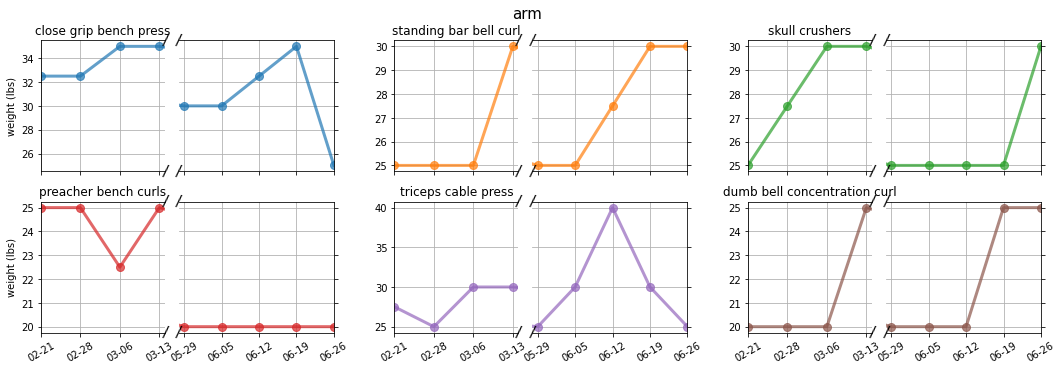 arm
close grip bench press
standing bar bell curl
skull crushers
weight (lbs)
34
32
30
28
26
30
29
28
27
26
25
30
29
28
27
26
25
preacher bench curls
triceps cable press
dumb bell concentration curl
weight (lbs)
25
24
23
22
21
20
40
35
30
25
25
24
23
22
21
20
02-21 02-28 03-06 03-13 05-29 06-05 06-12 06-19 06-26
02-21 02-28 03-06 03-13 05-29 06-05 06-12 06-19 06-26
02-21 02-28 03-06 03-13 05-29 06-05 06-12 06-19 06-26